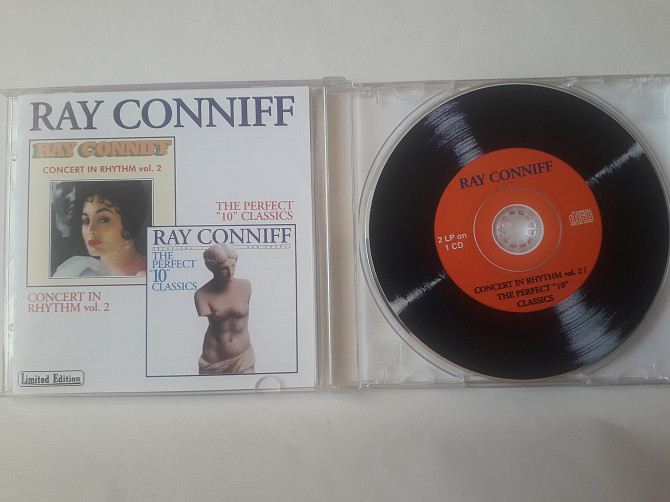 RAY CONNIFF
RAY CONNIFF
CONCERT IN RHYTHM vol. 2
THE PERFECT
"10" CLASSICS
RAY CONNIFF
THE
PERFECT
"10"
CLASSICS
CONCERT IN
RHYTHM vol. 2
Limited Edition
RAY CONNIFF
2 LP on
1 CD
CONCERT IN RHYTHM vol. 2 /
THE PERFECT "10"
CLASSICS